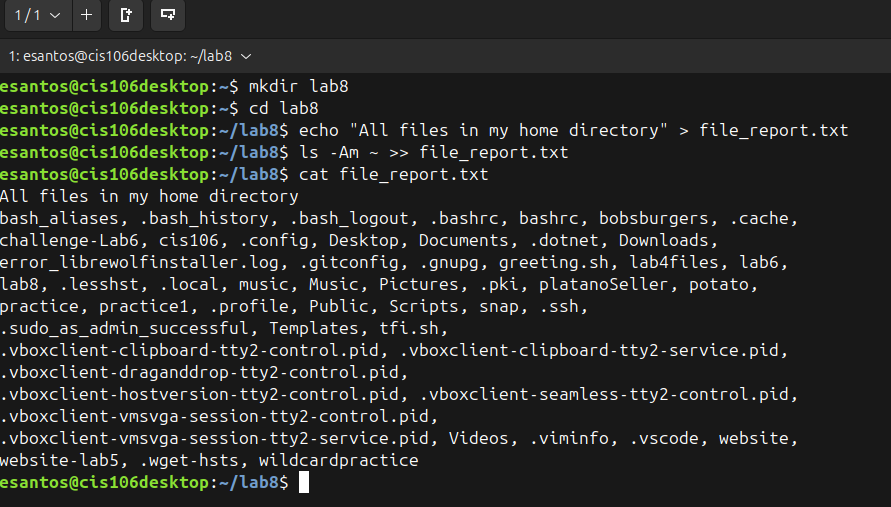 1 / 1
1: esantos@cis106desktop: ~/lab8
esantos@cis106desktop:~$ mkdir lab8
esantos@cis106desktop:~$ cd lab8
esantos@cis106desktop:~/lab8$ echo "All files in my home directory" > file_report.txt
esantos@cis106desktop:~/lab8$ ls -Am ~ >> file_report.txt
esantos@cis106desktop:~/lab8$ cat file_report.txt
All files in my home directory
bash_aliases, .bash_history, .bash_logout, .bashrc, bashrc, bobsburgers, .cache,
challenge-Lab6, cis106, .config, Desktop, Documents, .dotnet, Downloads,
error_librewolfinstaller.log, .gitconfig, .gnupg, greeting.sh, lab4files, lab6,
lab8, .lesshst, .local, music, Music, Pictures, .pki, platanoSeller, potato,
practice, practice1, .profile, Public, Scripts, snap, .ssh,
.sudo_as_admin_successful, Templates, tfi.sh,
.vboxclient-clipboard-tty2-control.pid, .vboxclient-clipboard-tty2-service.pid,
.vboxclient-draganddrop-tty2-control.pid,
.vboxclient-hostversion-tty2-control.pid, .vboxclient-seamless-tty2-control.pid,
.vboxclient-vmsvga-session-tty2-control.pid,
.vboxclient-vmsvga-session-tty2-service.pid, Videos, .viminfo, .vscode, website,
website-lab5, .wget-hsts, wildcardpractice
esantos@cis106desktop:~/lab8$